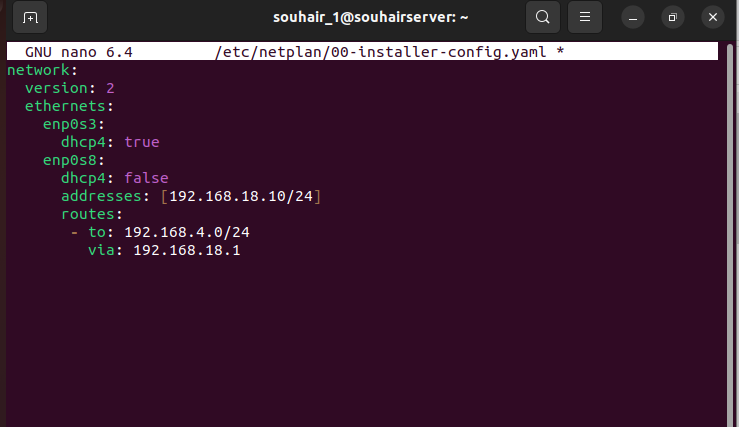 souhair_1@souhairserver: ~
GNU nano 6.4 /etc/netplan/00-installer-config.yaml *
network:
  version: 2
  ethernets:
    enp0s3:
      dhcp4: true
    enp0s8:
      dhcp4: false
      addresses: [192.168.18.10/24]
      routes:
       - to: 192.168.4.0/24
         via: 192.168.18.1